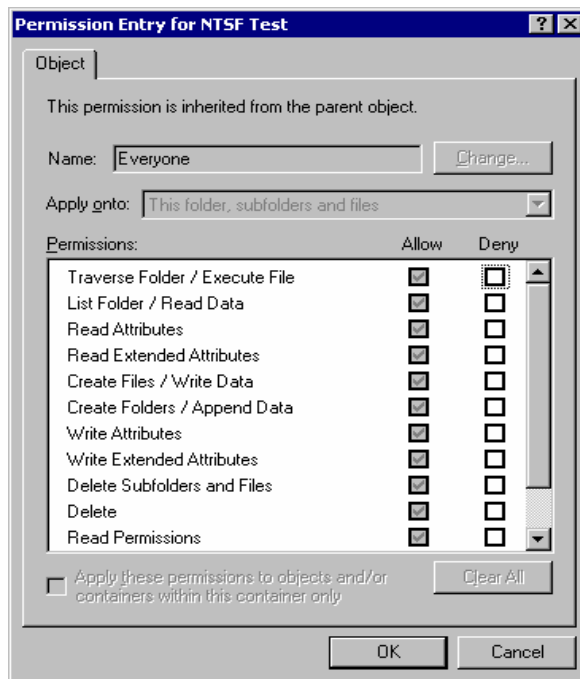 Permission Entry for NTSF Test
Object
This permission is inherited from the parent object.
Name: Everyone Change...
Apply onto: This folder, subfolders and files
Permissions: Allow Deny
Traverse Folder / Execute File
List Folder / Read Data
Read Attributes
Read Extended Attributes
Create Files / Write Data
Create Folders / Append Data
Write Attributes
Write Extended Attributes
Delete Subfolders and Files
Delete
Read Permissions
Apply these permissions to objects and/or Clear All
containers within this container only
OK Cancel